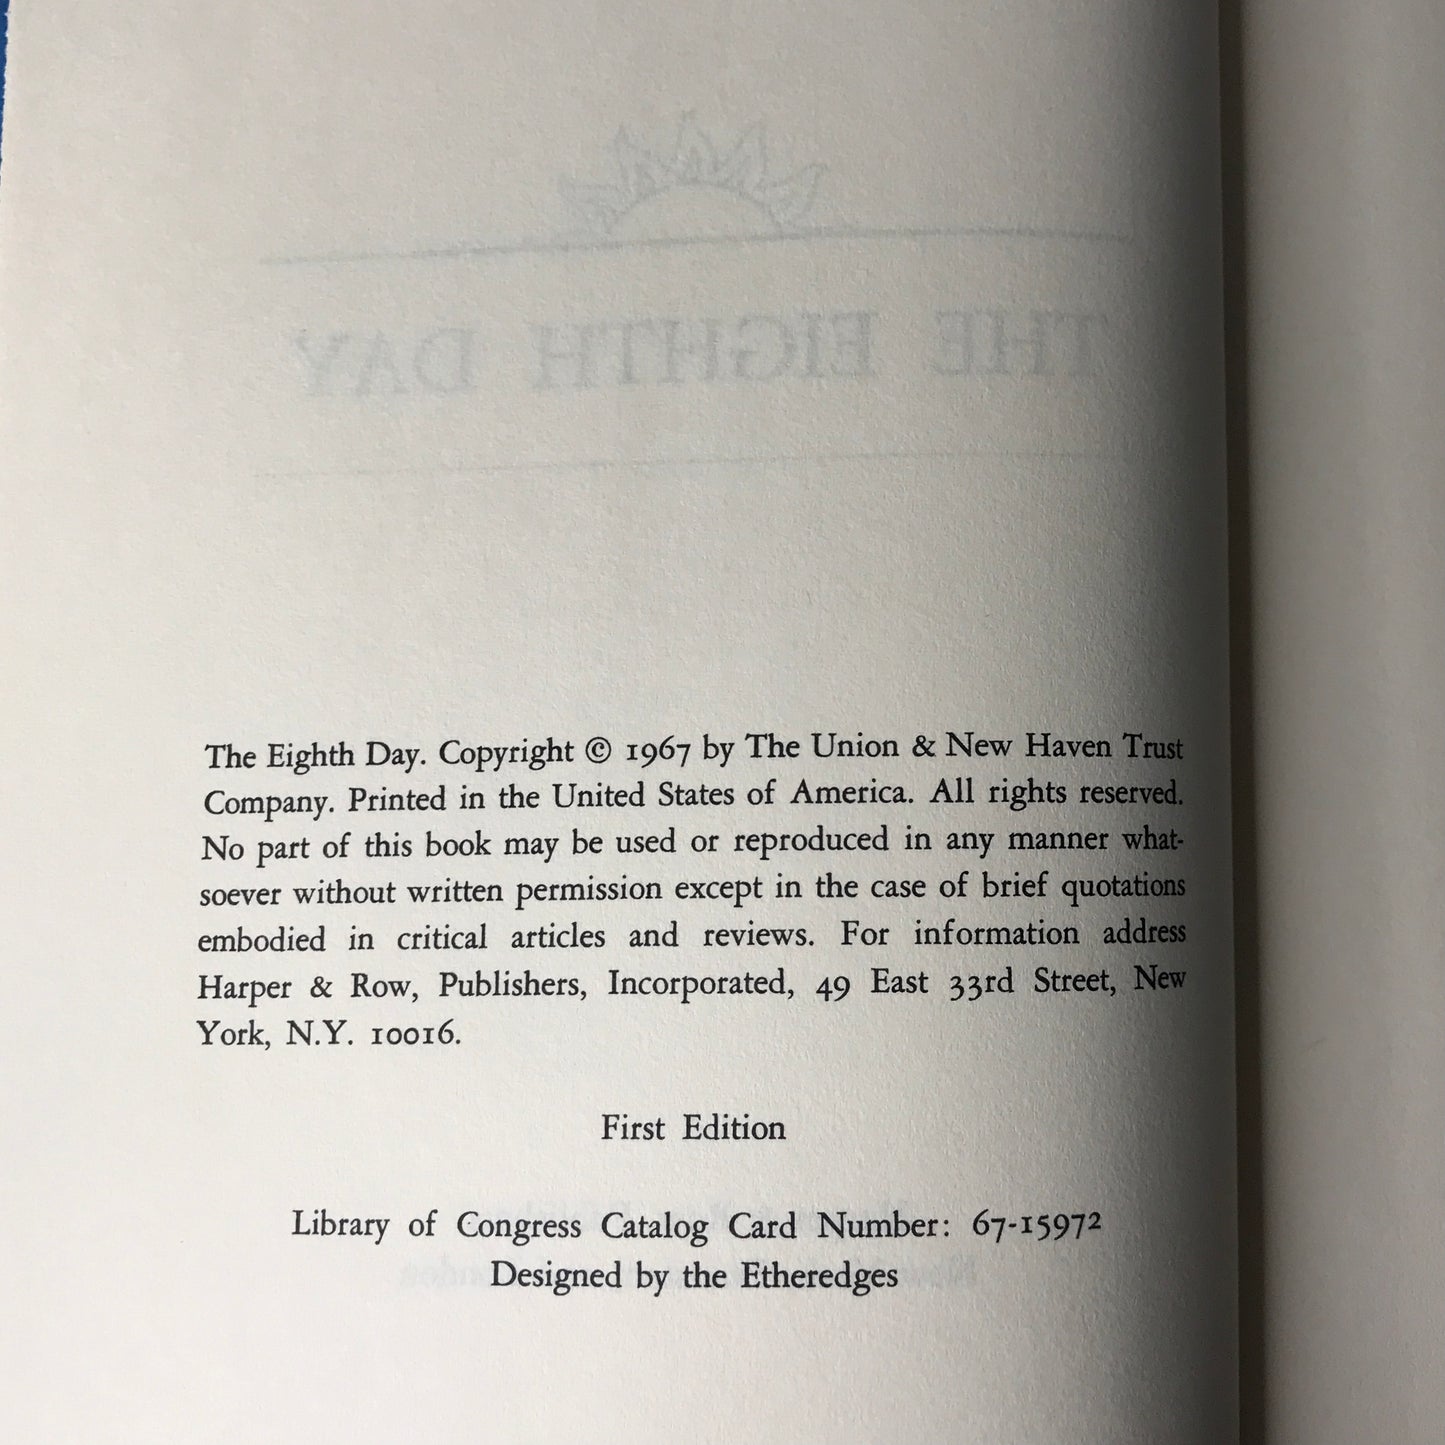 THE EIGHTH DAY
The Eighth Day. Copyright © 1967 by The Union & New Haven Trust
Company. Printed in the United States of America. All rights reserved.
No part of this book may be used or reproduced in any manner what-
soever without written permission except in the case of brief quotations
embodied in critical articles and reviews. For information address
Harper & Row, Publishers, Incorporated, 49 East 33rd Street, New
York, N.Y. 10016.
First Edition
Library of Congress Catalog Card Number: 67-15972
Designed by the Etheredges